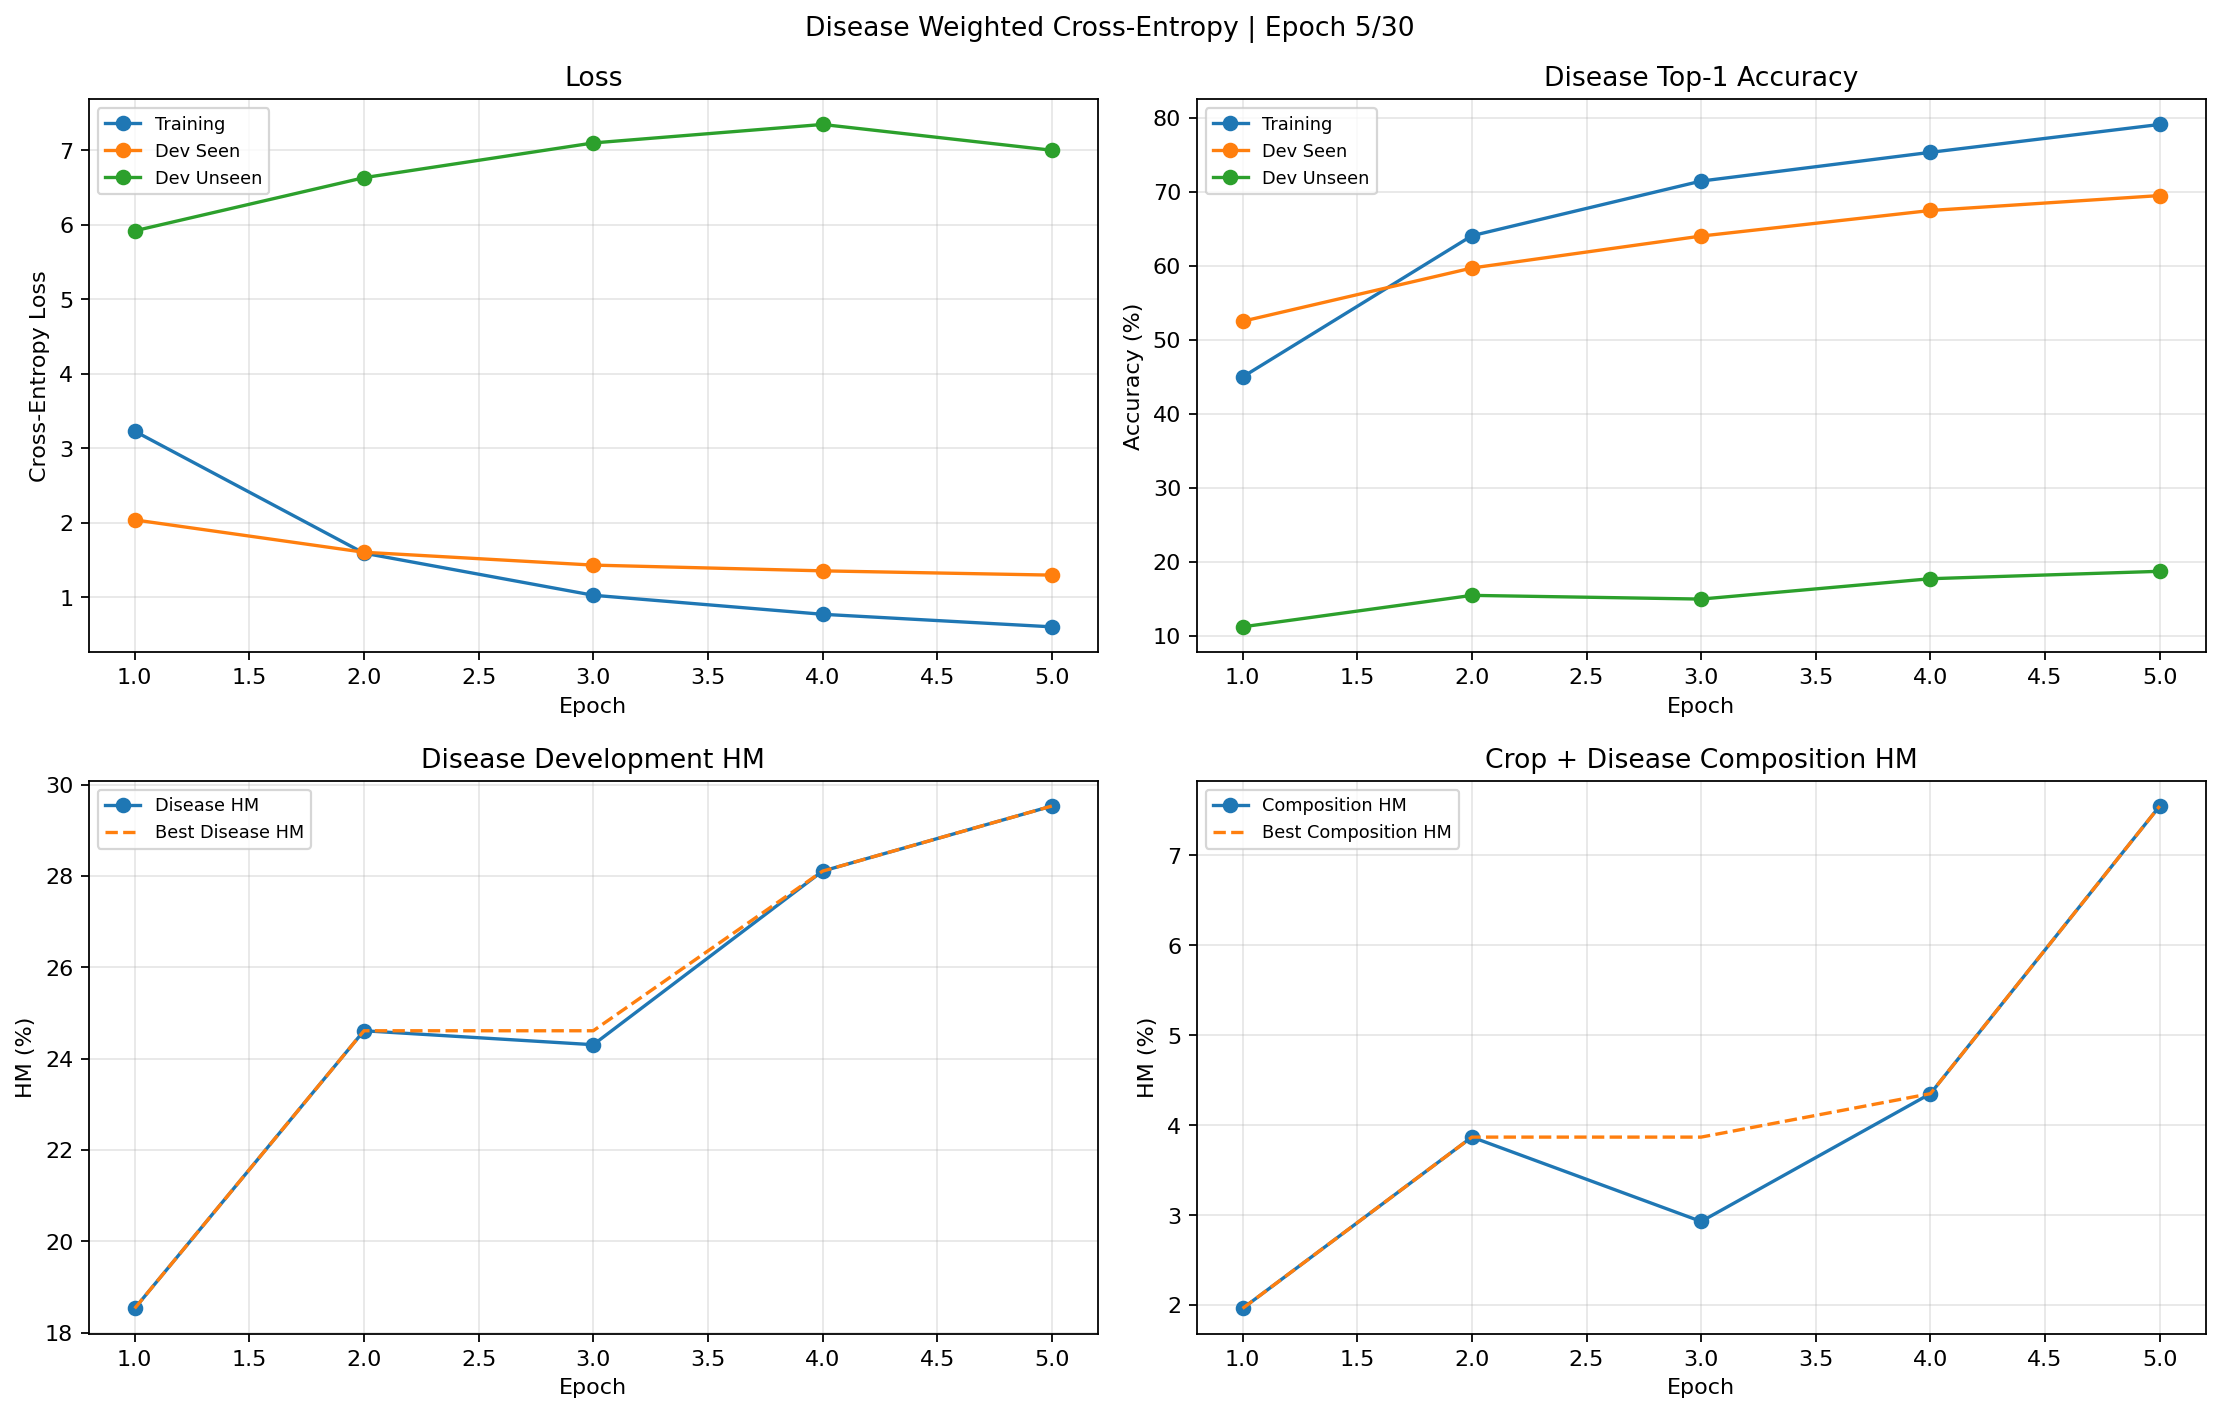 Disease Weighted Cross-Entropy | Epoch 5/30
Loss
Training
Dev Seen
Dev Unseen
Cross-Entropy Loss
7
6
5
4
3
2
1
1.0 1.5 2.0 2.5 3.0 3.5 4.0 4.5 5.0
Epoch
Disease Top-1 Accuracy
Training
Dev Seen
Dev Unseen
Accuracy (%)
80
70
60
50
40
30
20
10
1.0 1.5 2.0 2.5 3.0 3.5 4.0 4.5 5.0
Epoch
Disease Development HM
Disease HM
Best Disease HM
HM (%)
30
28
26
24
22
20
18
1.0 1.5 2.0 2.5 3.0 3.5 4.0 4.5 5.0
Epoch
Crop + Disease Composition HM
Composition HM
Best Composition HM
HM (%)
7
6
5
4
3
2
1.0 1.5 2.0 2.5 3.0 3.5 4.0 4.5 5.0
Epoch